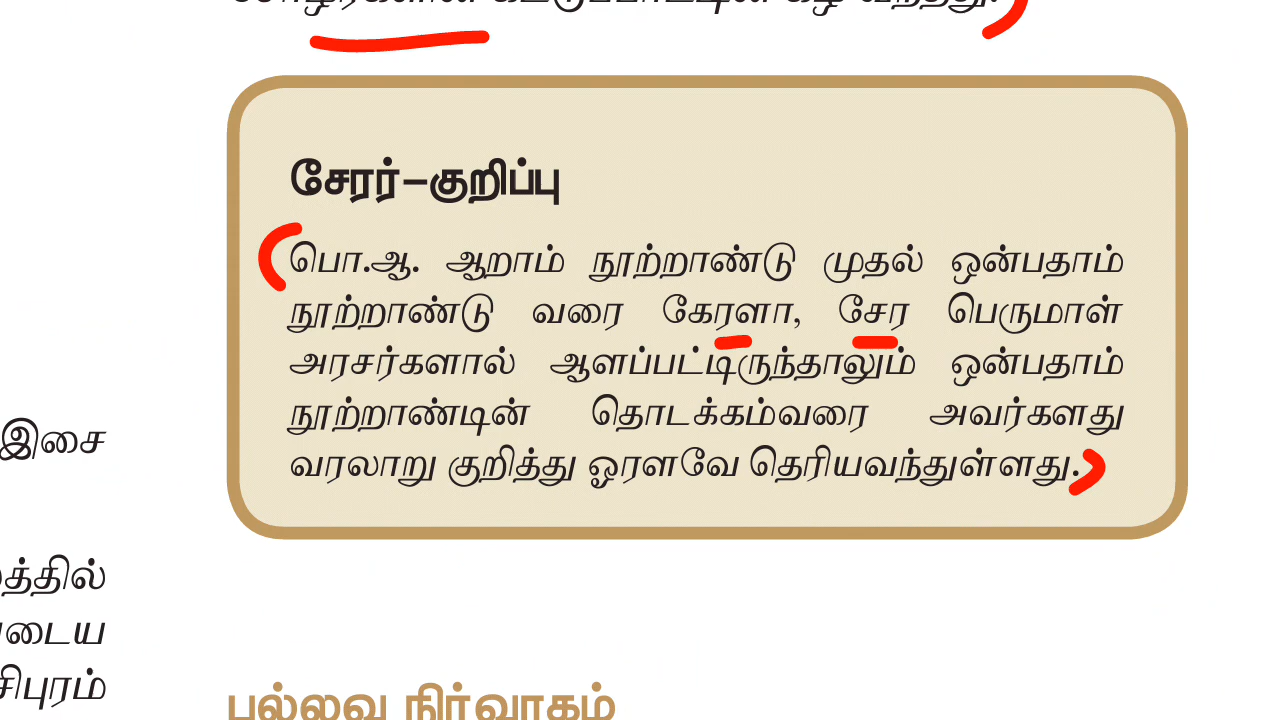 சேரர்–குறிப்பு
பொ.ஆ. ஆறாம் நூற்றாண்டு முதல் ஒன்பதாம்
நூற்றாண்டு வரை கேரளா, சேர பெருமாள்
அரசர்களால் ஆளப்பட்டிருந்தாலும் ஒன்பதாம்
நூற்றாண்டின் தொடக்கம்வரை அவர்களது
வரலாறு குறித்து ஓரளவே தெரியவந்துள்ளது.
இசை
டைய
பல்லவ நிர்வாகம்